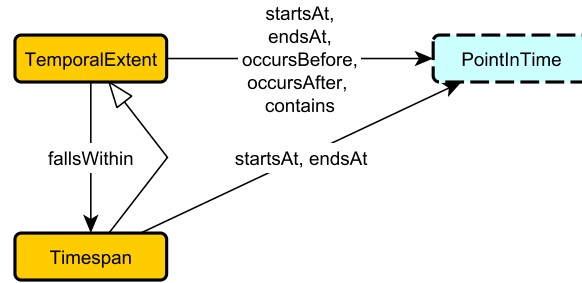 startsAt,
endsAt,
TemporalExtent
occursBefore,
PointInTime
occursAfter,
contains
fallsWithin
startsAt, endsAt
Timespan